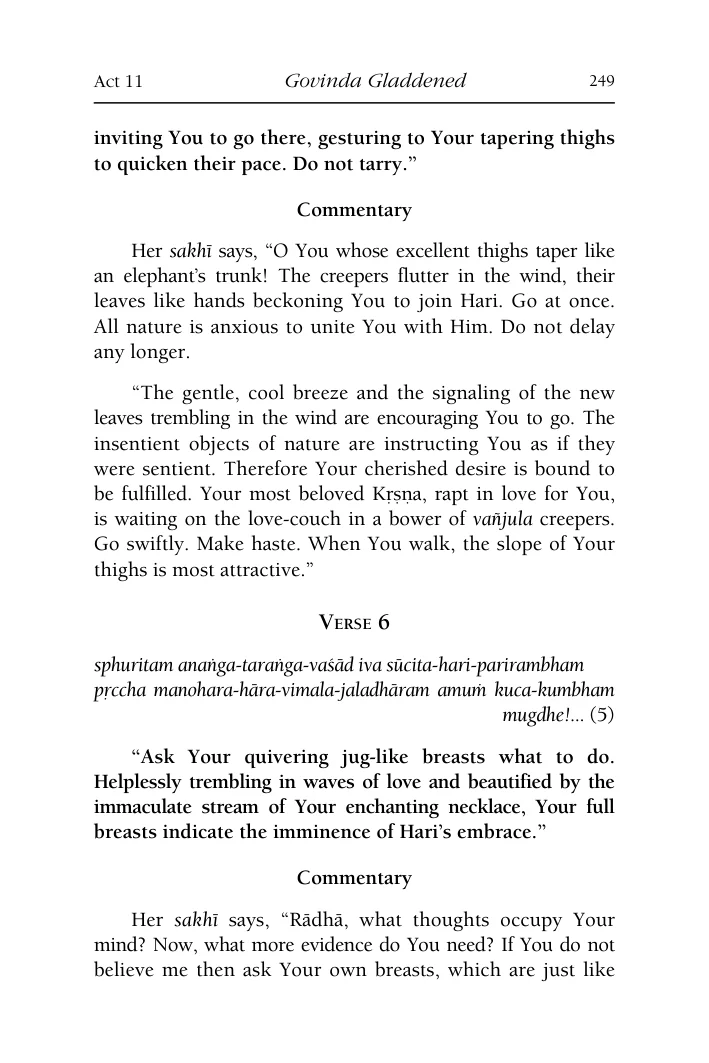 Act 11 Govinda Gladdened 249
inviting You to go there, gesturing to Your tapering thighs
to quicken their pace. Do not tarry.”
Commentary
Her sakhī says, “O You whose excellent thighs taper like
an elephant’s trunk! The creepers flutter in the wind, their
leaves like hands beckoning You to join Hari. Go at once.
All nature is anxious to unite You with Him. Do not delay
any longer.
“The gentle, cool breeze and the signaling of the new
leaves trembling in the wind are encouraging You to go. The
insentient objects of nature are instructing You as if they
were sentient. Therefore Your cherished desire is bound to
be fulfilled. Your most beloved Kṛṣṇa, rapt in love for You,
is waiting on the love-couch in a bower of vañjula creepers.
Go swiftly. Make haste. When You walk, the slope of Your
thighs is most attractive.”
Verse 6
sphuritam anaṅga-taraṅga-vaśād iva sūcita-hari-parirambham
pṛccha manohara-hāra-vimala-jaladhāram amuṁ kuca-kumbham
mugdhe!... (5)
“Ask Your quivering jug-like breasts what to do.
Helplessly trembling in waves of love and beautified by the
immaculate stream of Your enchanting necklace, Your full
breasts indicate the imminence of Hari’s embrace.”
Commentary
Her sakhī says, “Rādhā, what thoughts occupy Your
mind? Now, what more evidence do You need? If You do not
believe me then ask Your own breasts, which are just like